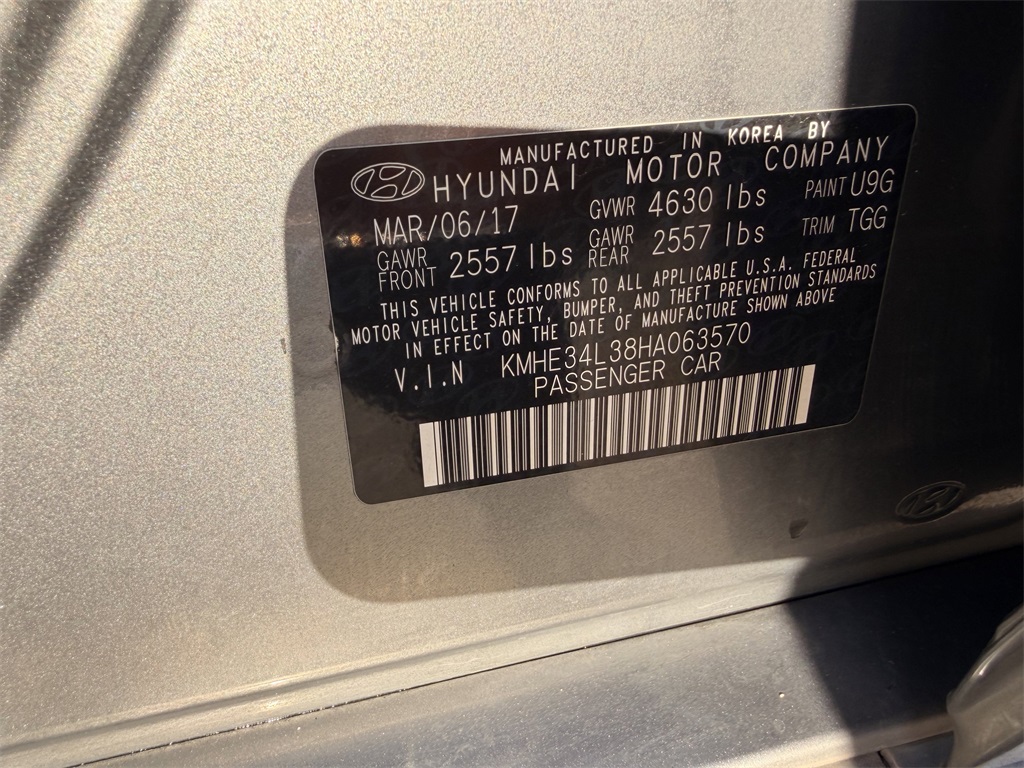 MANUFACTURED IN KOREA BY
HYUNDAI MOTOR COMPANY
MAR/06/17 GVWR 4630 lbs PAINT U9G
GAWR FRONT 2557 lbs GAWR REAR 2557 lbs TRIM TGG
THIS VEHICLE CONFORMS TO ALL APPLICABLE U.S.A. FEDERAL
MOTOR VEHICLE SAFETY, BUMPER, AND THEFT PREVENTION STANDARDS
IN EFFECT ON THE DATE OF MANUFACTURE SHOWN ABOVE
V.I.N KMHE34L38HA063570
PASSENGER CAR